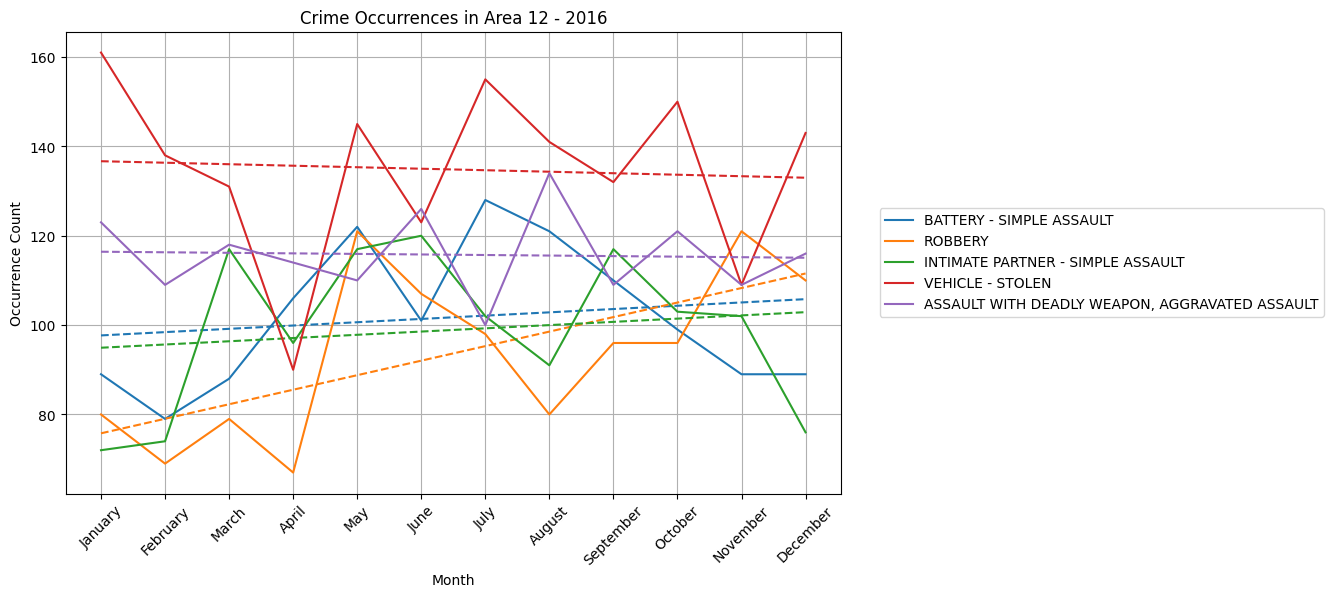 Crime Occurrences in Area 12 - 2016
Occurrence Count
160
140
120
100
80
January
February
March
April
May
June
July
August
September
October
November
December
Month
BATTERY - SIMPLE ASSAULT
ROBBERY
INTIMATE PARTNER - SIMPLE ASSAULT
VEHICLE - STOLEN
ASSAULT WITH DEADLY WEAPON, AGGRAVATED ASSAULT